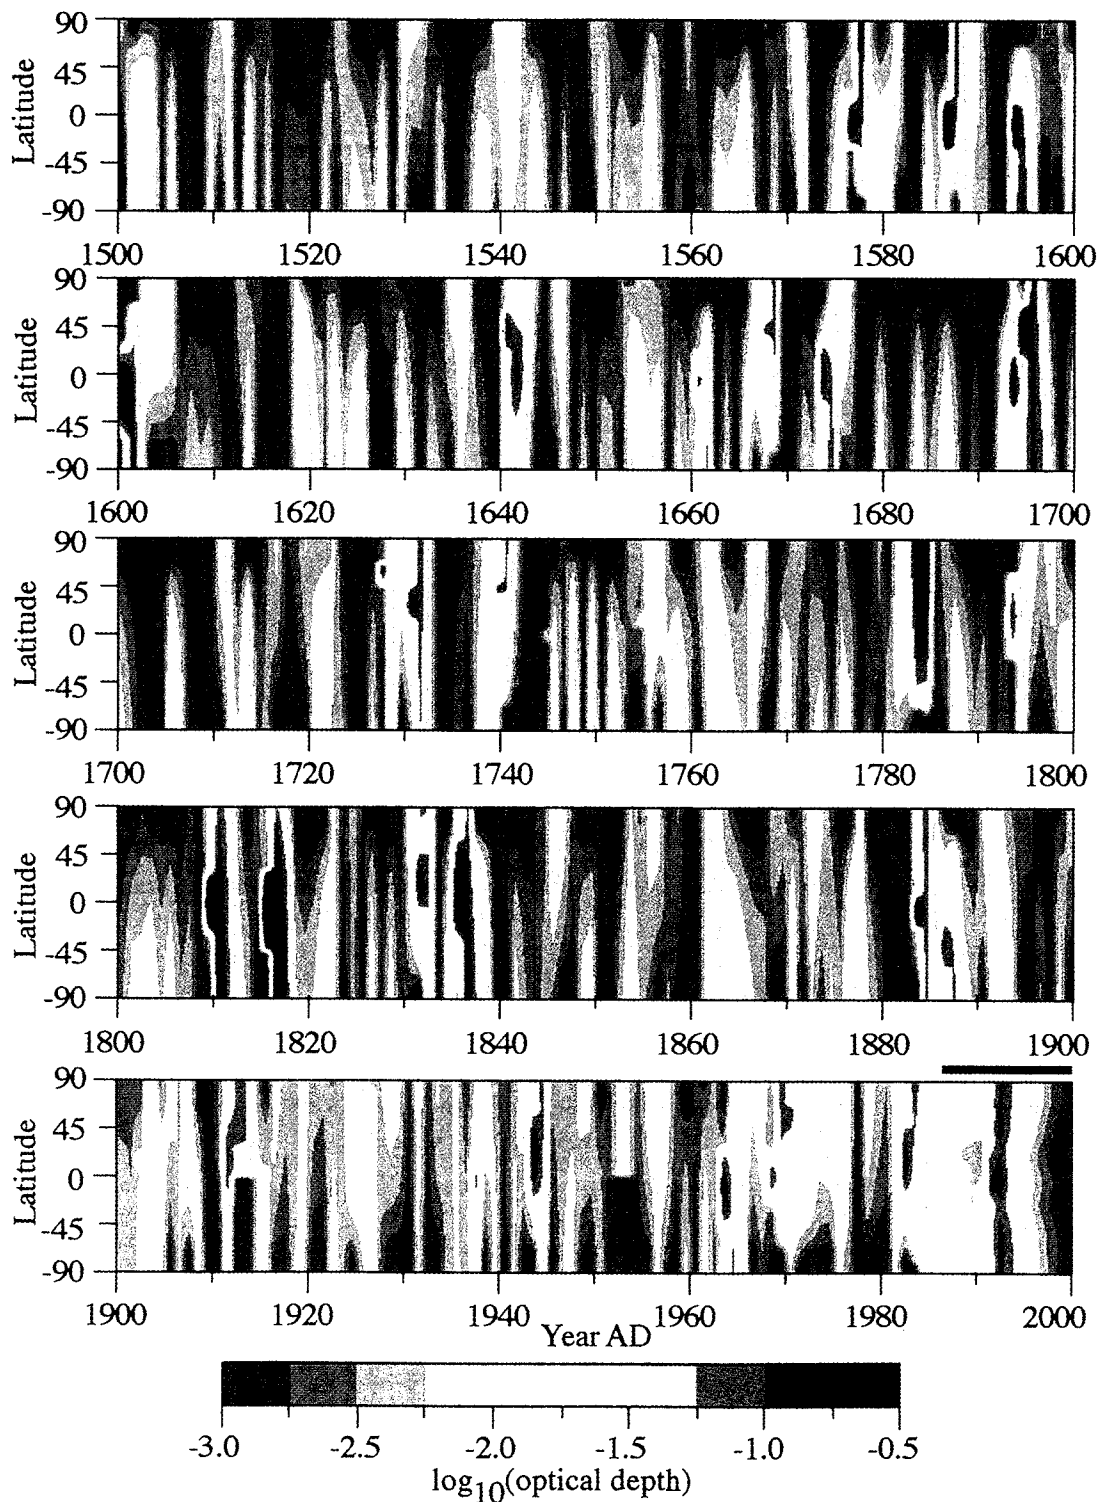 90
45
0
-45
-90
Latitude
1500 1520 1540 1560 1580 1600
90
45
0
-45
-90
Latitude
1600 1620 1640 1660 1680 1700
90
45
0
-45
-90
Latitude
1700 1720 1740 1760 1780 1800
90
45
0
-45
-90
Latitude
1800 1820 1840 1860 1880 1900
90
45
0
-45
-90
Latitude
1900 1920 1940 1960 1980 2000
Year AD
-3.0 -2.5 -2.0 -1.5 -1.0 -0.5
log10(optical depth)